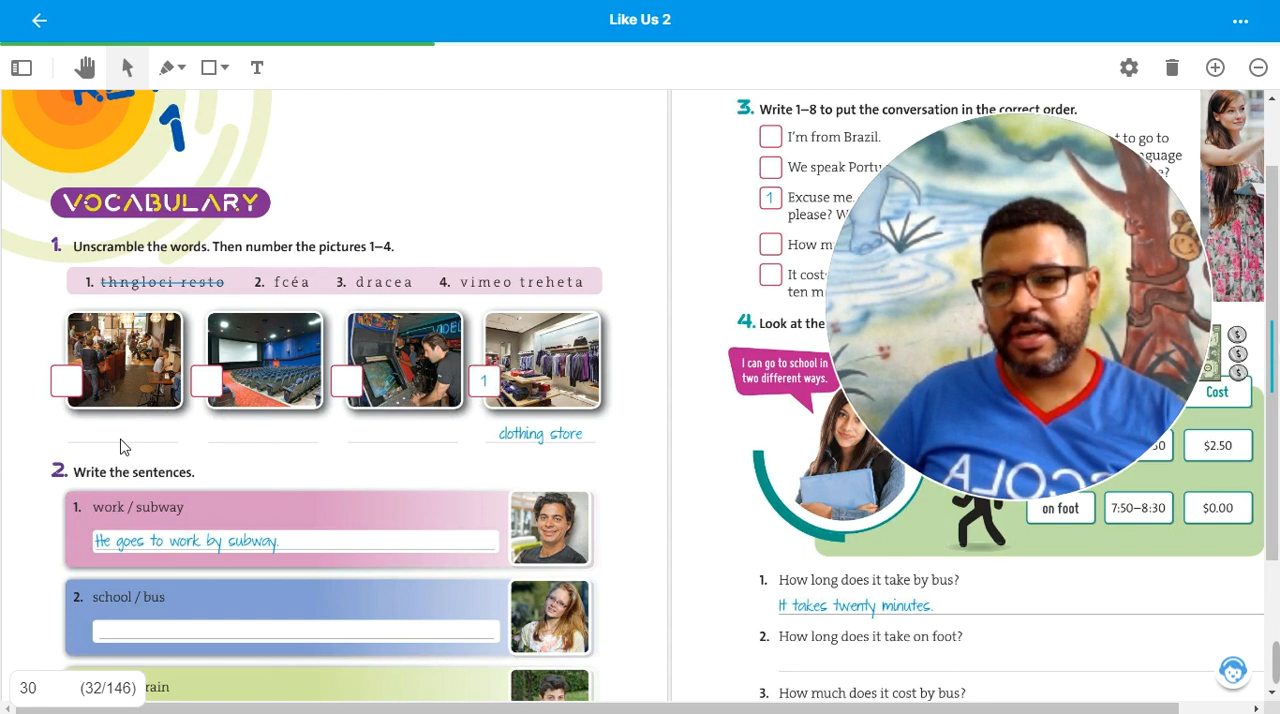 Like Us 2
1
VOCABULARY
1. Unscramble the words. Then number the pictures 1–4.
1. thngloci resto 2. fcéa 3. dracea 4. vimeo treheta
1
clothing store
2. Write the sentences.
1. work / subway
He goes to work by subway.
2. school / bus
30 (32/146)
3. Write 1–8 to put the conversation in the correct order.
I'm from Brazil.
We speak
1 Excuse me.
please?
How
It
ten
to go to
4. Look at the
I can go to school in
two different ways.
Cost
$2.50
on foot 7:50–8:30 $0.00
1. How long does it take by bus?
It takes twenty minutes.
2. How long does it take on foot?
3. How much does it cost by bus?